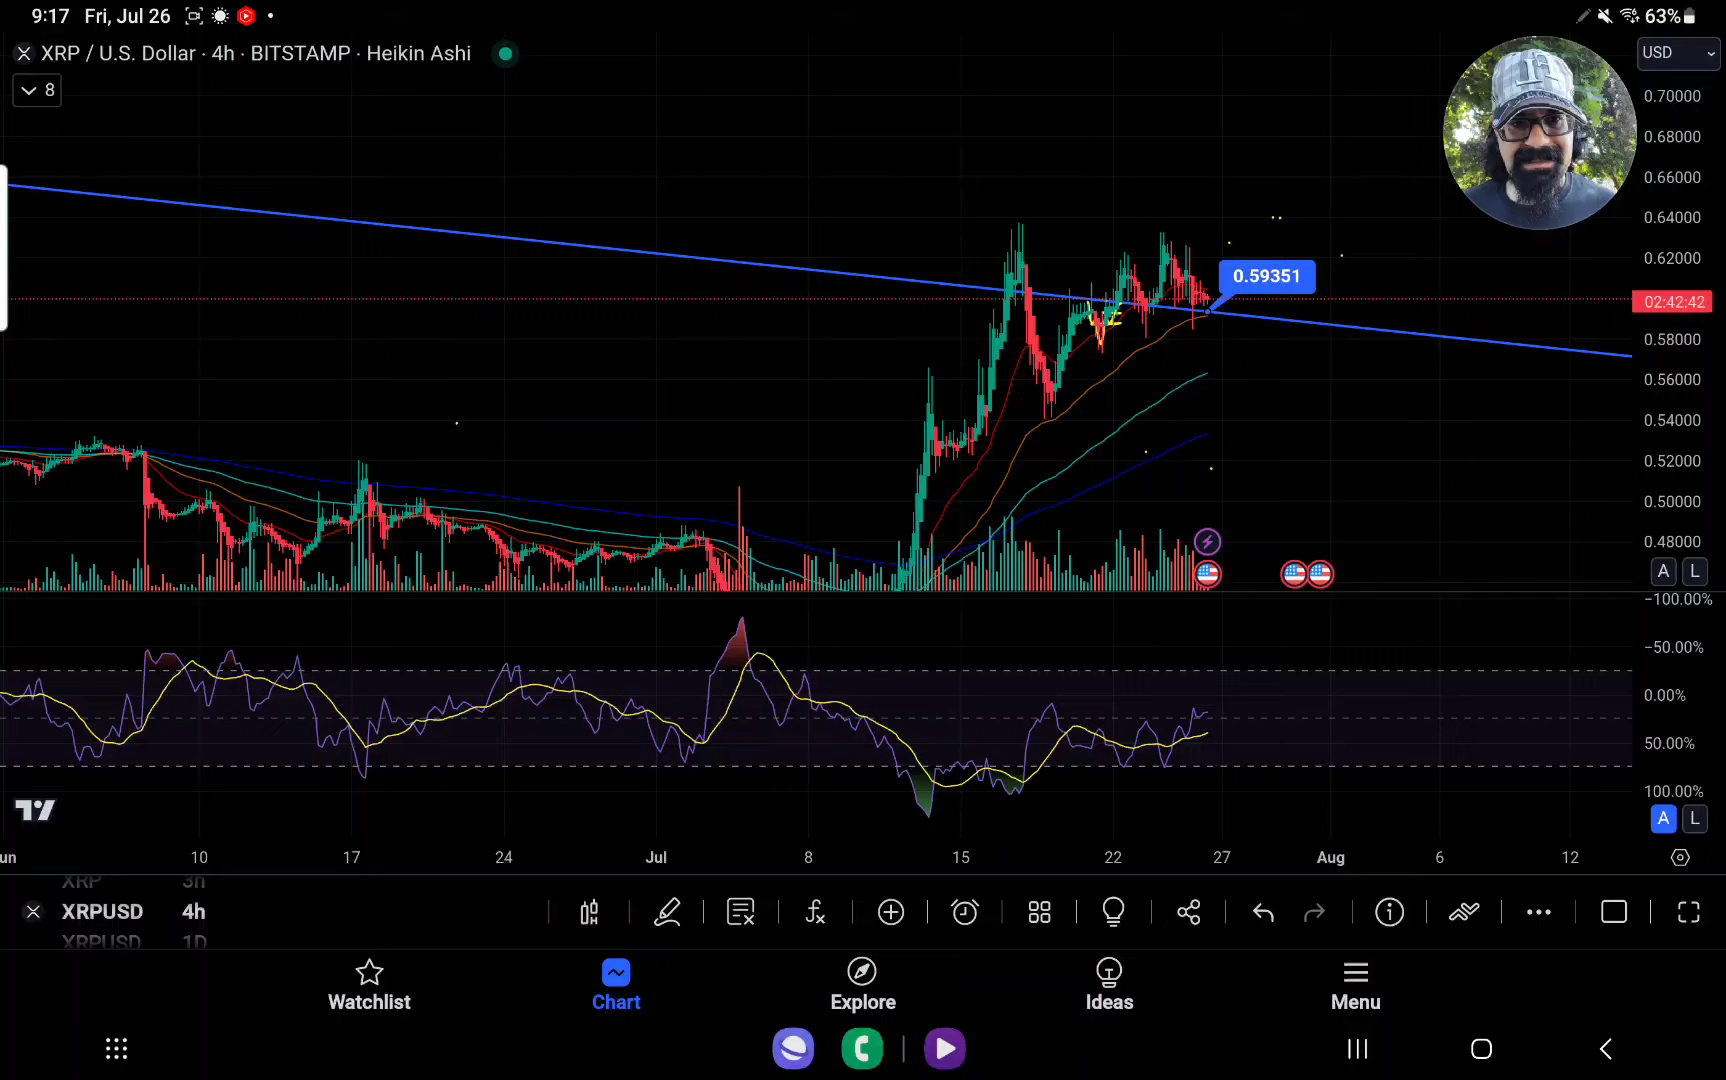 9:17 Fri, Jul 26
63%
XRP / U.S. Dollar · 4h · BITSTAMP · Heikin Ashi
USD
8
0.70000
0.68000
0.66000
0.64000
0.62000
0.59351
02:42:42
0.58000
0.56000
0.54000
0.52000
0.50000
0.48000
A L
−100.00%
−50.00%
0.00%
50.00%
100.00%
A L
un 10 17 24 Jul 8 15 22 27 Aug 6 12
XRP 3h
XRPUSD 4h
XRPUSD 1D
Watchlist
Chart
Explore
Ideas
Menu